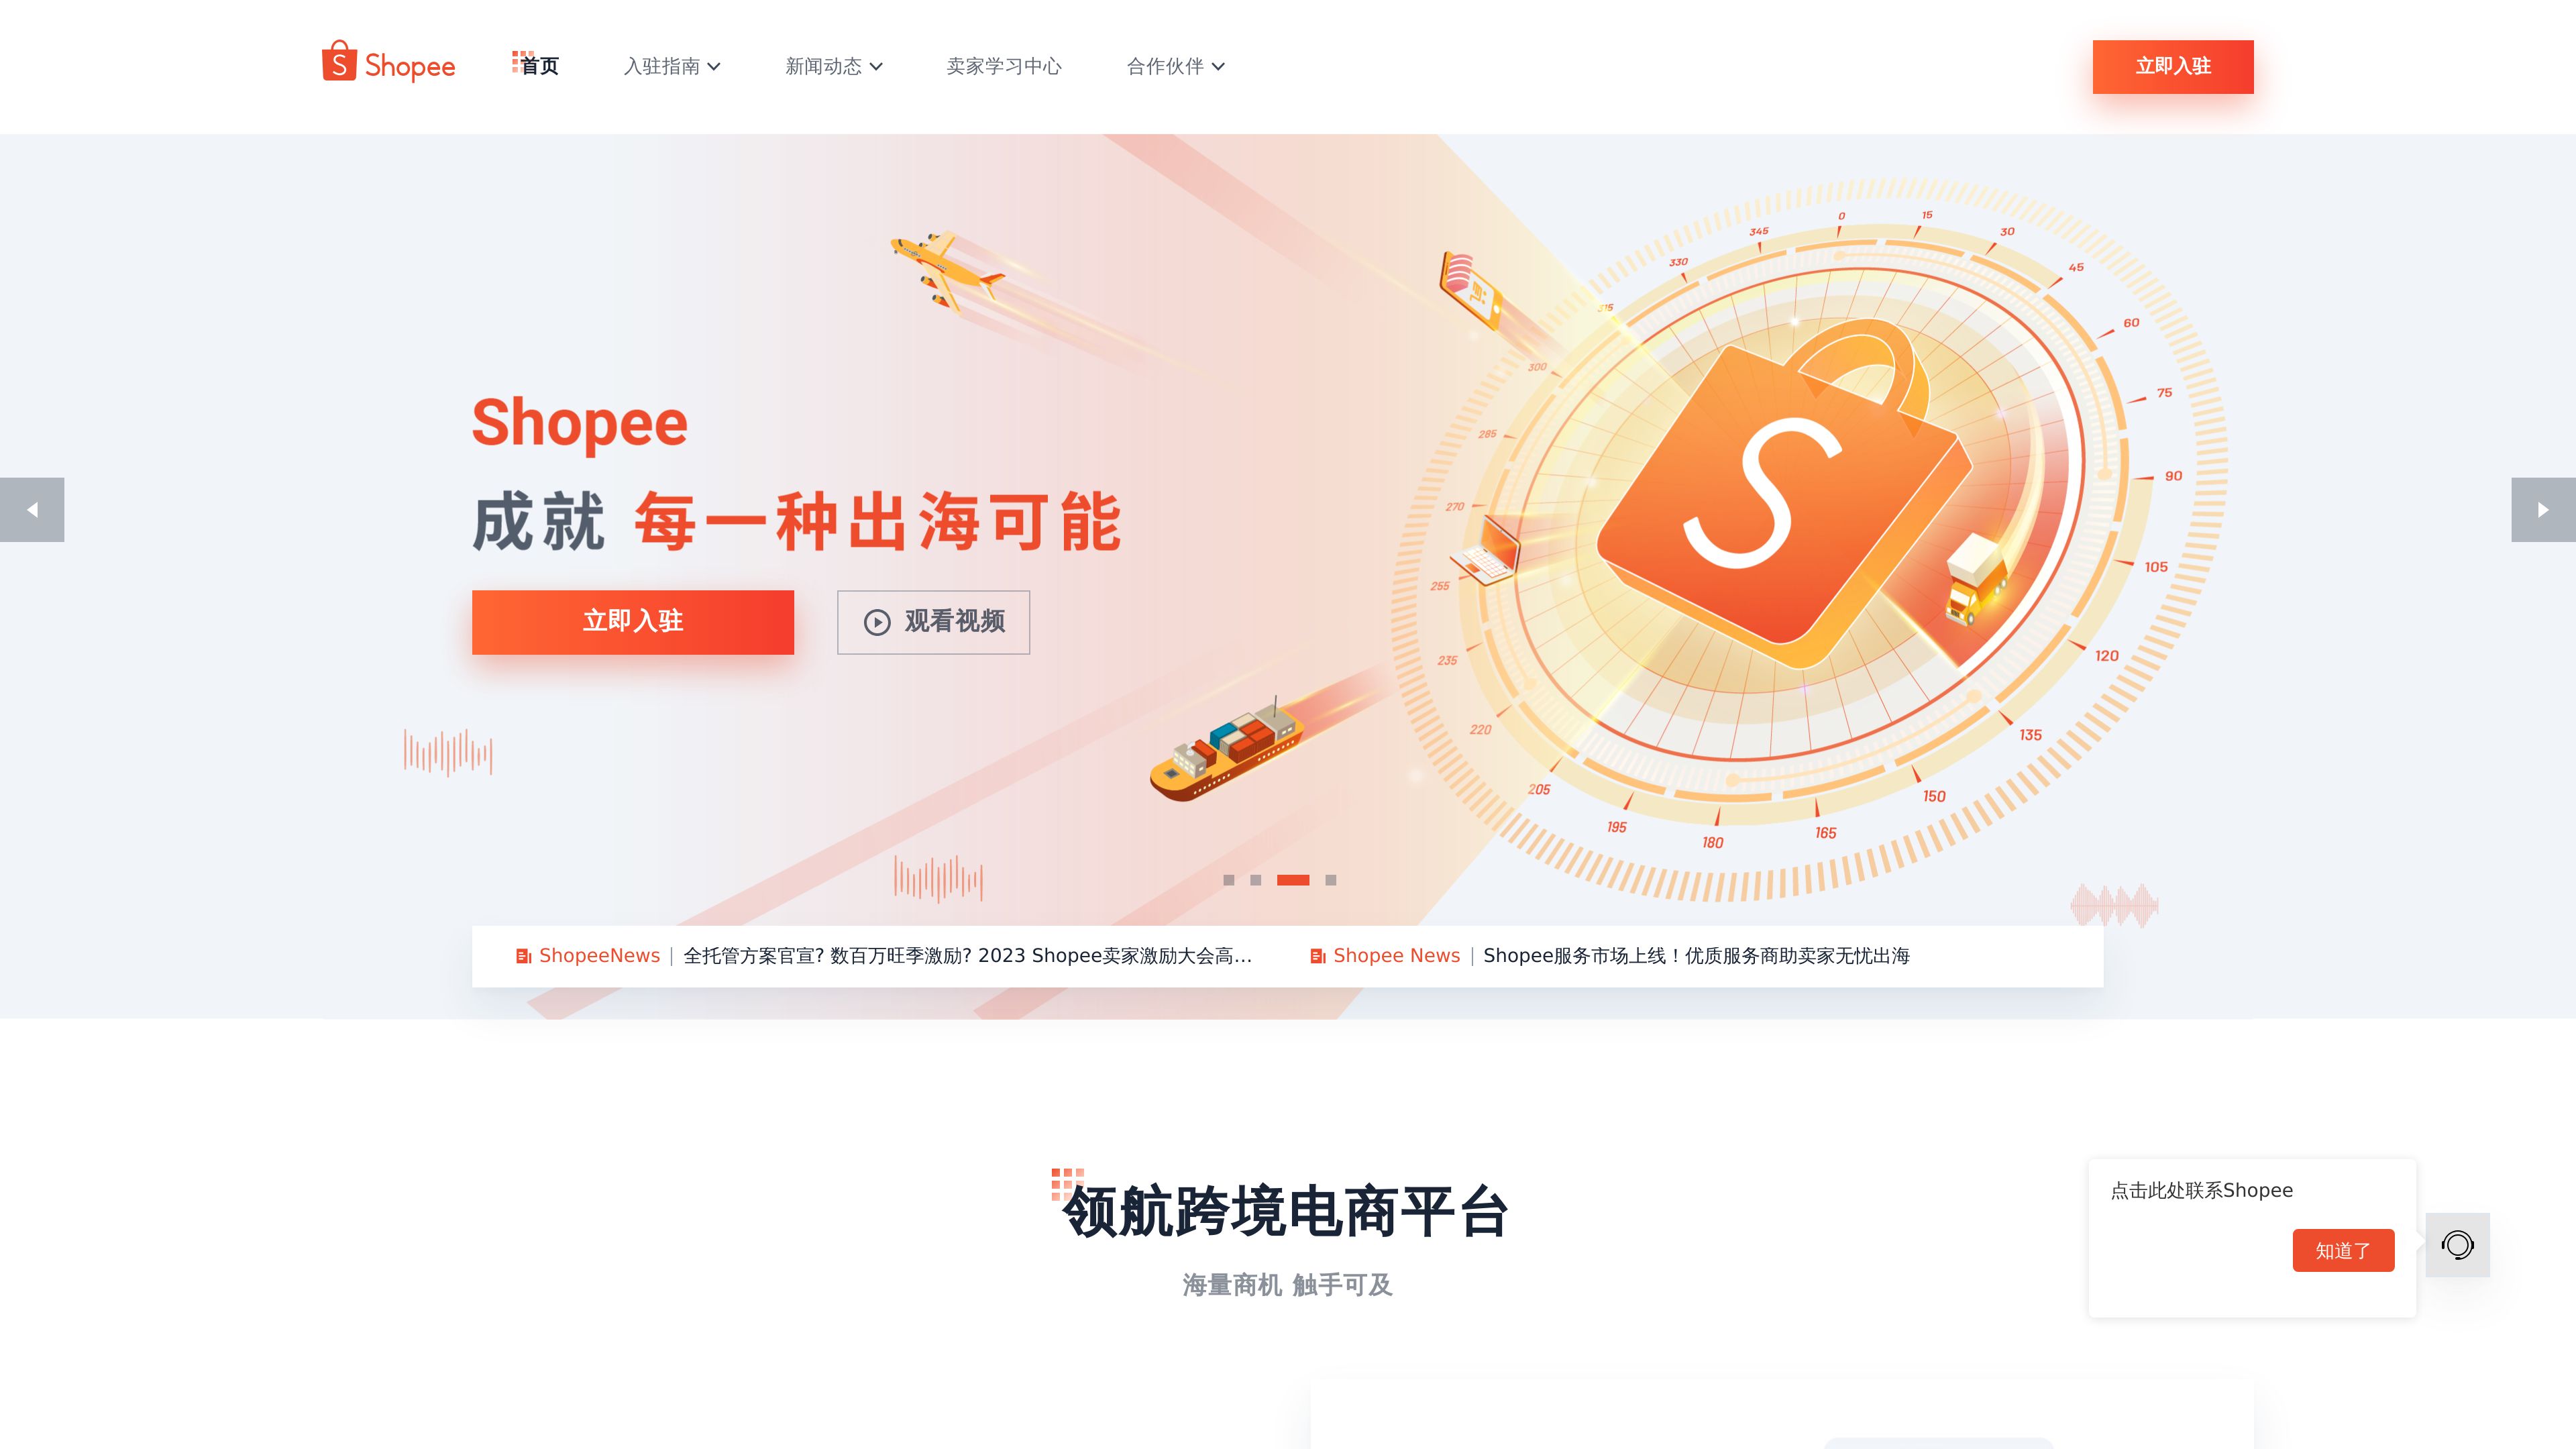 Shopee
首页
入驻指南
新闻动态
卖家学习中心
合作伙伴
立即入驻
Shopee
成就 每一种出海可能
立即入驻
观看视频
0
15
30
45
60
75
90
105
120
135
150
165
180
195
205
220
235
255
270
285
300
315
330
345
ShopeeNews | 全托管方案官宣? 数百万旺季激励? 2023 Shopee卖家激励大会高...
Shopee News | Shopee服务市场上线！优质服务商助卖家无忧出海
领航跨境电商平台
海量商机 触手可及
点击此处联系Shopee
知道了